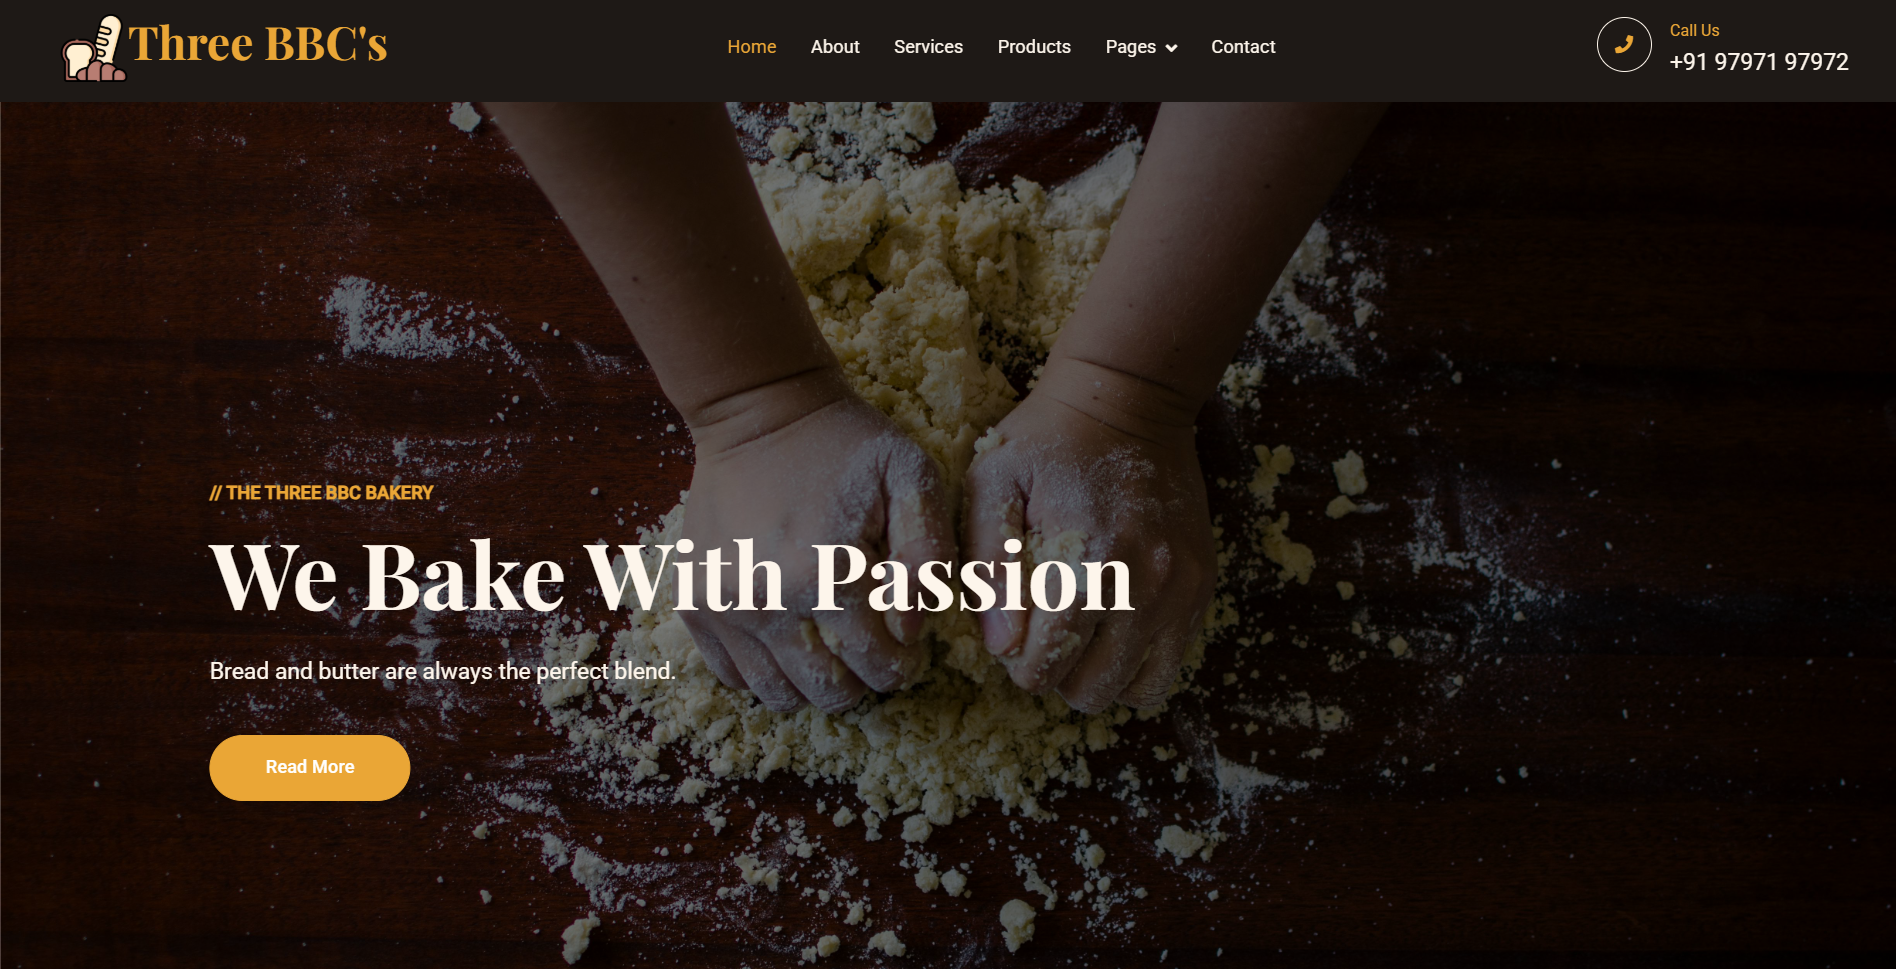 Three BBC's
Home About Services Products Pages Contact
Call Us
+91 97971 97972
// THE THREE BBC BAKERY
We Bake With Passion
Bread and butter are always the perfect blend.
Read More